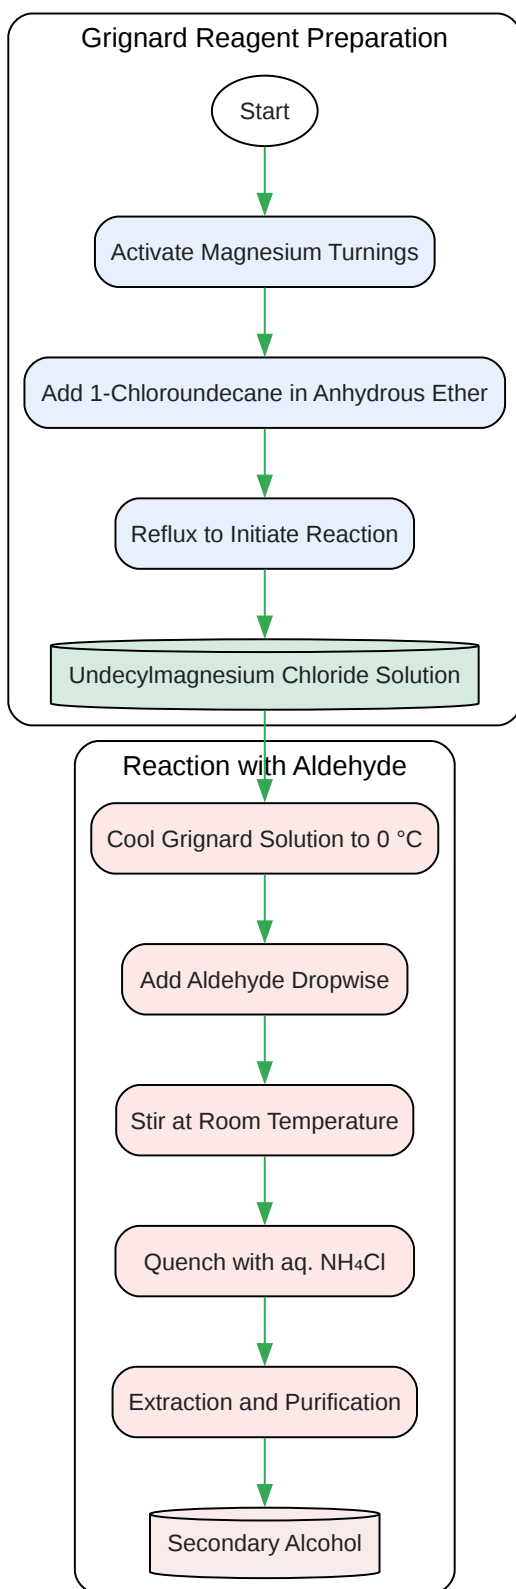 Grignard Reagent Preparation
Start
Activate Magnesium Turnings
Add 1-Chloroundecane in Anhydrous Ether
Reflux to Initiate Reaction
Undecylmagnesium Chloride Solution
Reaction with Aldehyde
Cool Grignard Solution to 0 °C
Add Aldehyde Dropwise
Stir at Room Temperature
Quench with aq. NH₄Cl
Extraction and Purification
Secondary Alcohol